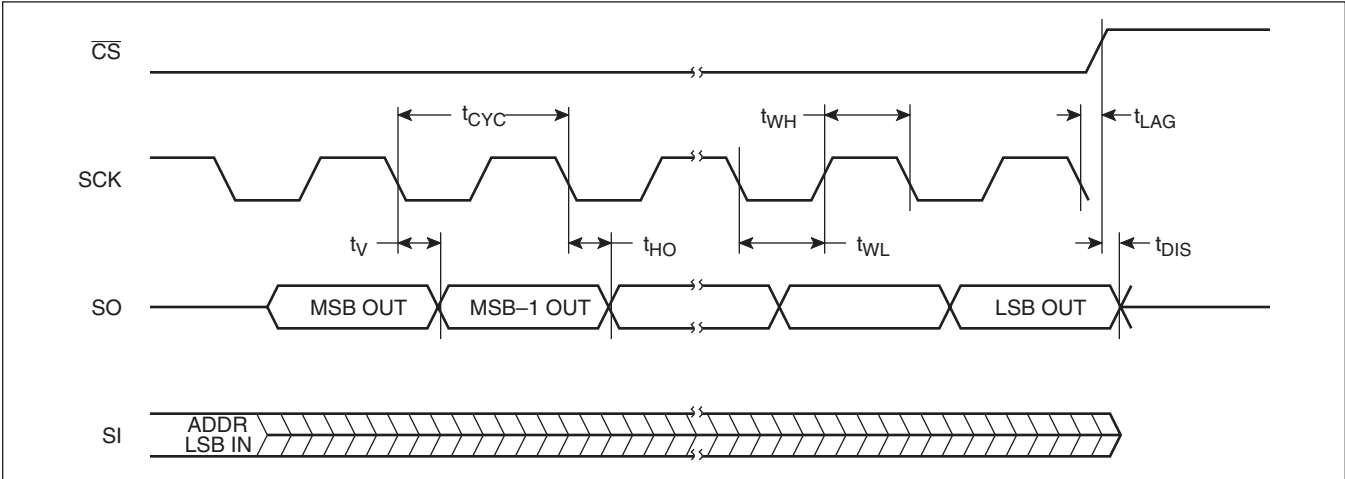 CS
tCYC
tWH
tLAG
SCK
tV
tHO
tWL
tDIS
SO
MSB OUT
MSB–1 OUT
LSB OUT
SI
ADDR
LSB IN